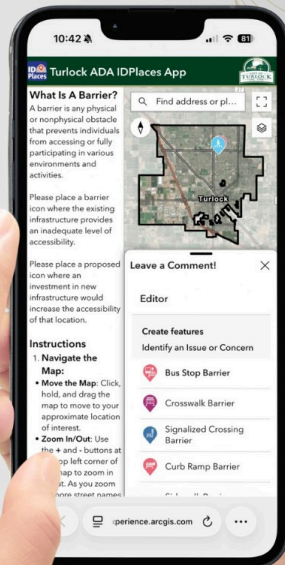 10:42
81
ID
Places
Turlock ADA IDPlaces App
TURLOCK
What Is A Barrier?
A barrier is any physical
or nonphysical obstacle
that prevents individuals
from accessing or fully
participating in various
environments and
activities.
Please place a barrier
icon where the existing
infrastructure provides
an inadequate level of
accessibility.
Please place a proposed
icon where an
investment in new
infrastructure would
increase the accessibility
of that location.
Instructions
1. Navigate the
Map:
• Move the Map: Click,
hold, and drag the
map to move to your
approximate location
of interest.
• Zoom In/Out: Use
the + and - buttons at
top left corner of
map to zoom in
As you zoom
more street names
Find address or pl...
Turlock
Leave a Comment!
Editor
Create features
Identify an Issue or Concern
Bus Stop Barrier
Crosswalk Barrier
Signalized Crossing
Barrier
Curb Ramp Barrier
xperience.arcgis.com